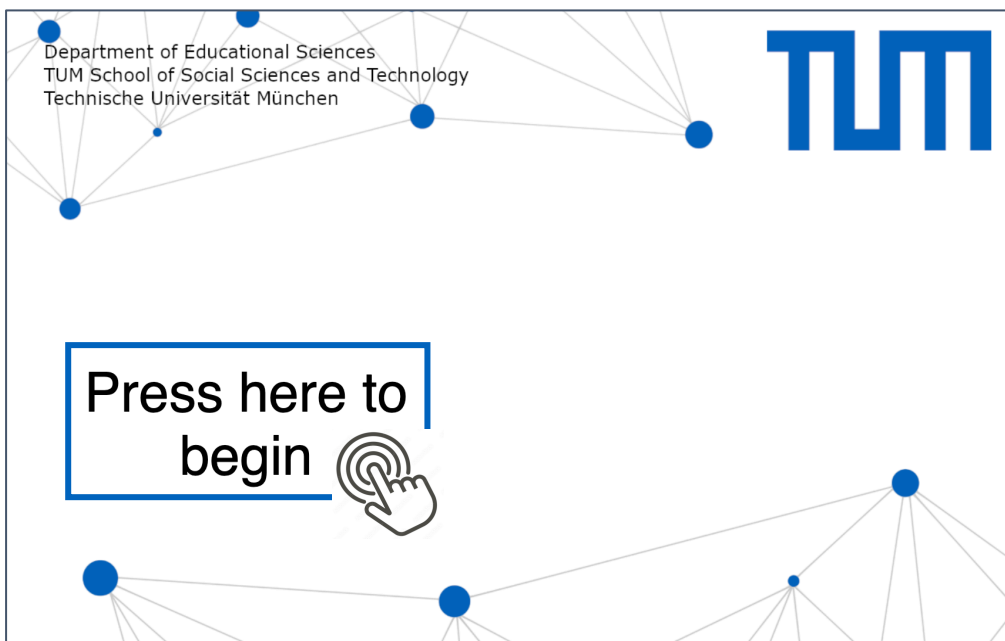 Department of Educational Sciences
TUM School of Social Sciences and Technology
Technische Universität München
TUM
Press here to
begin